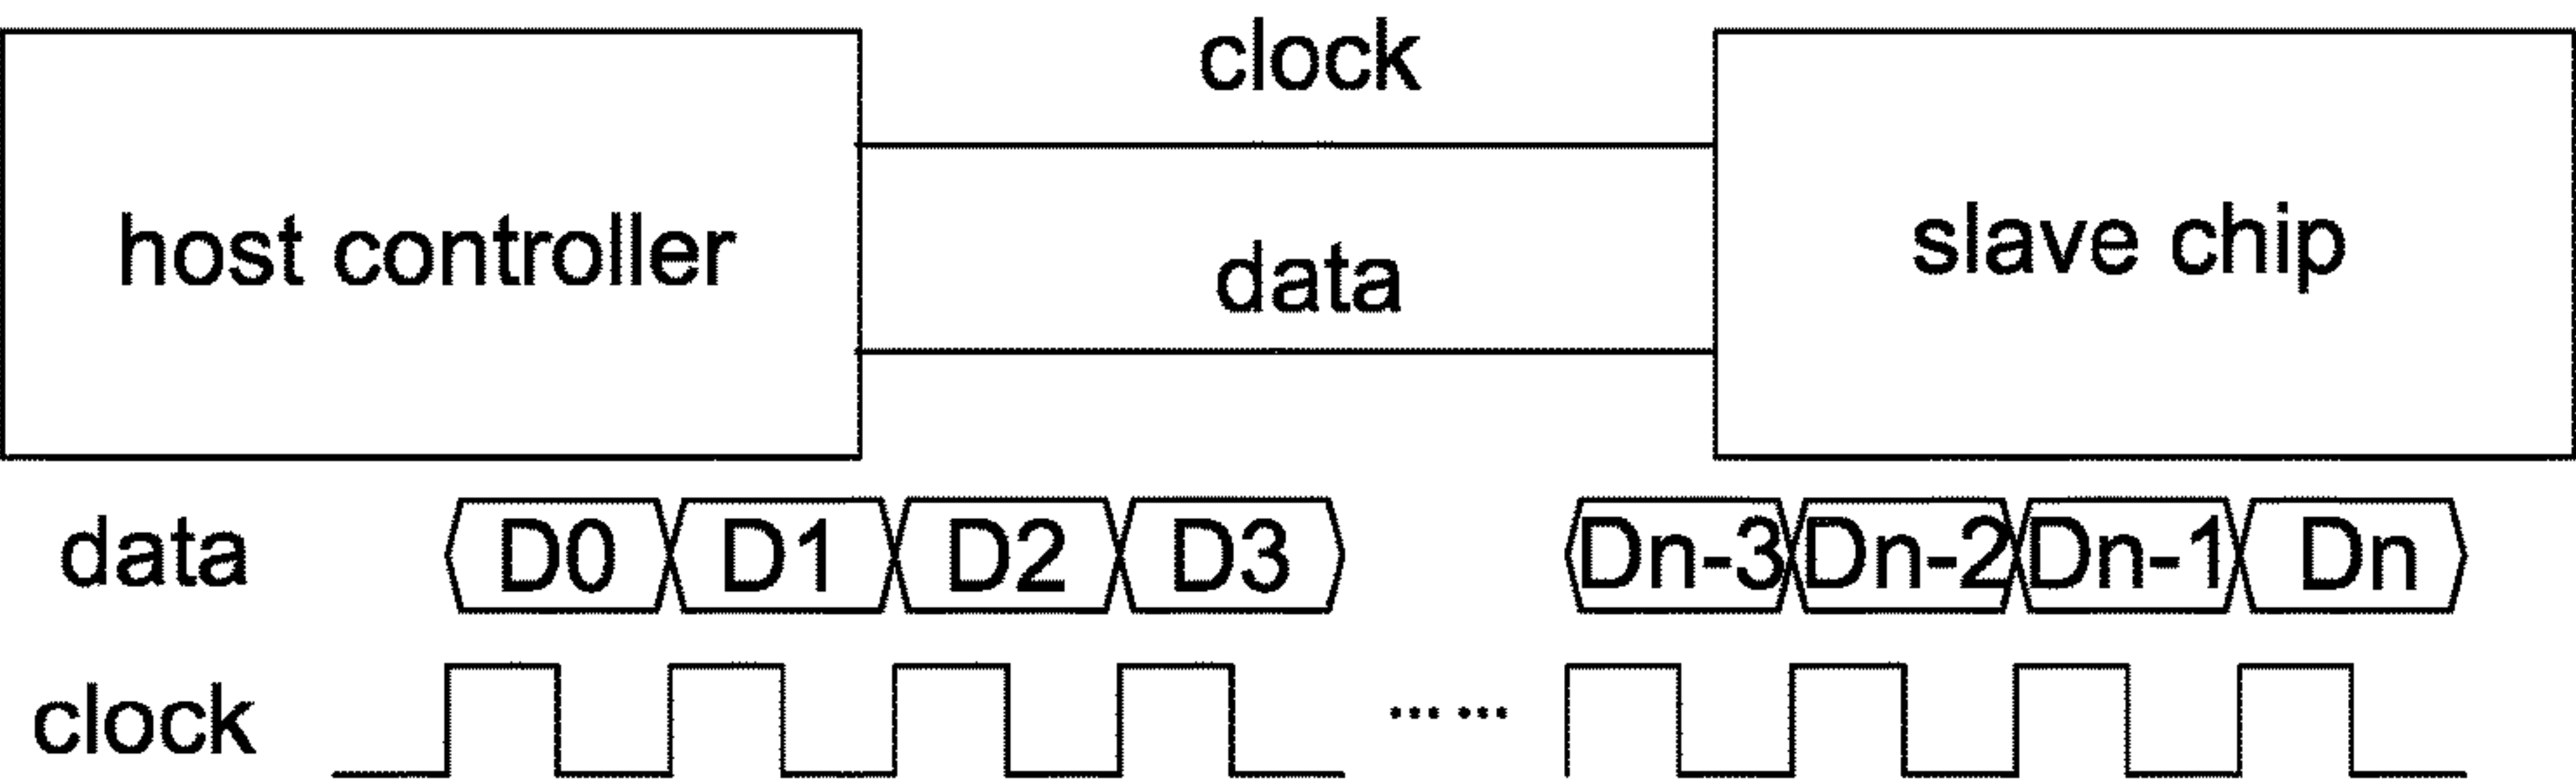 clock
host controller
data
slave chip
data D0 D1 D2 D3 Dn-3 Dn-2 Dn-1 Dn
clock ... ...